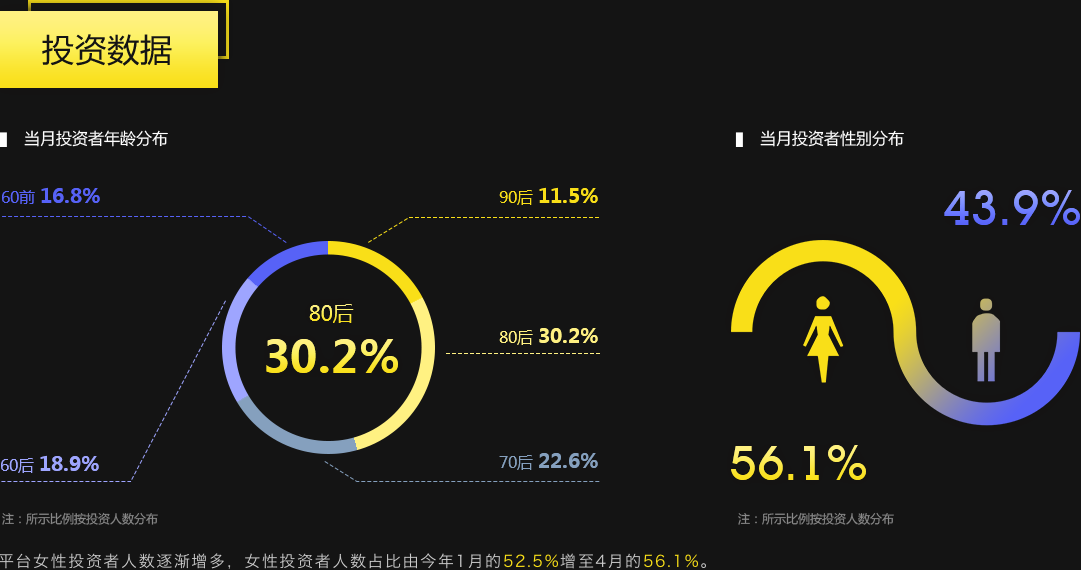 投资数据
当月投资者年龄分布
当月投资者性别分布
60前 16.8%
90后 11.5%
43.9%
80后
30.2%
80后 30.2%
60后 18.9%
70后 22.6%
56.1%
注：所示比例按投资人数分布
注：所示比例按投资人数分布
平台女性投资者人数逐渐增多，女性投资者人数占比由今年1月的52.5%增至4月的56.1%。